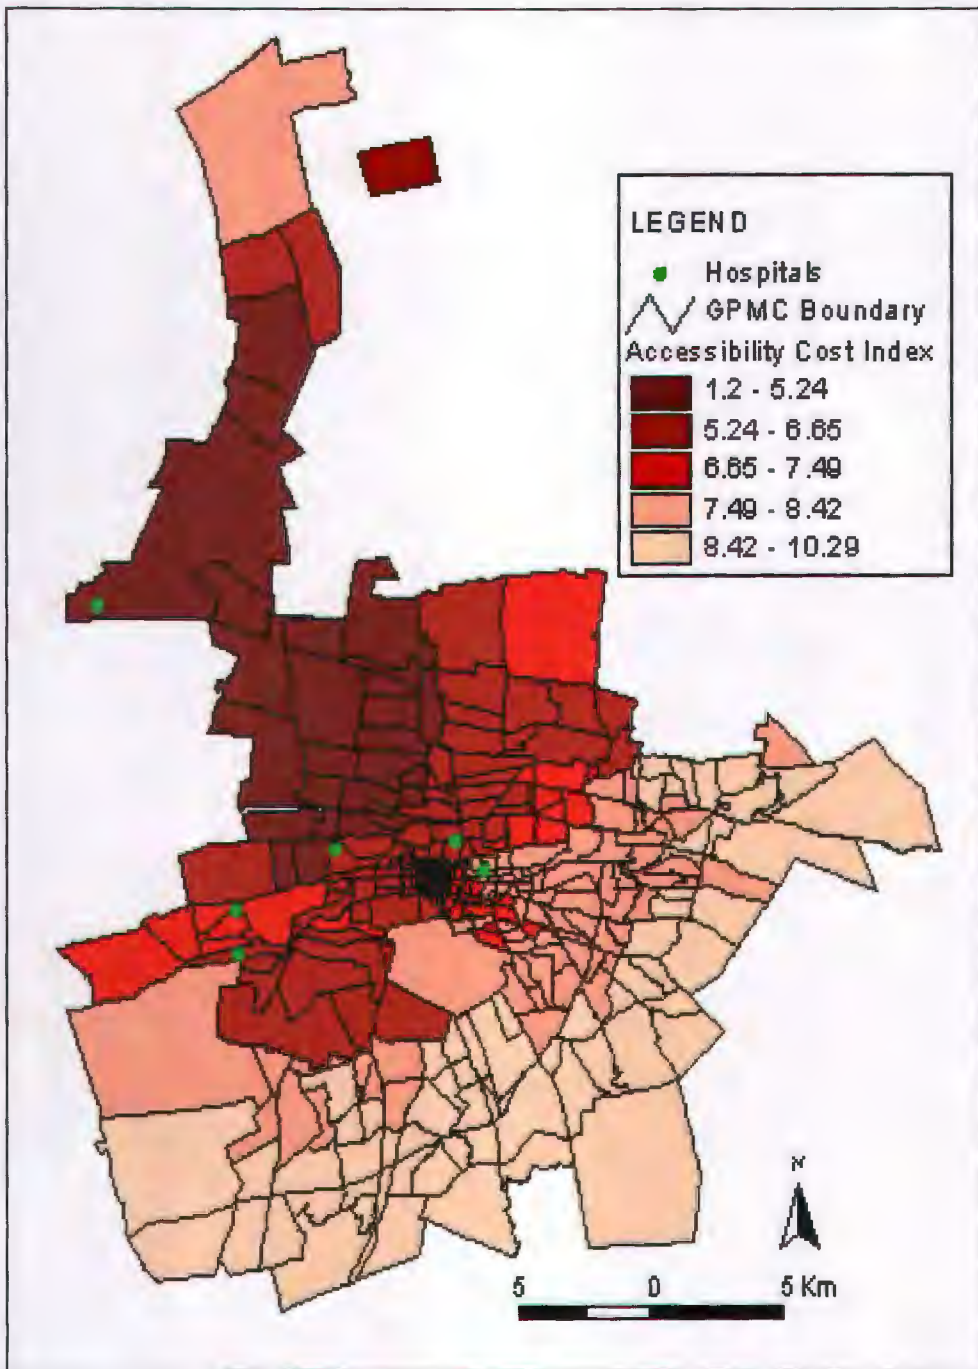 LEGEND
Hospitals
GPMC Boundary
Accessibility Cost Index
1.2 - 5.24
5.24 - 6.65
6.65 - 7.49
7.49 - 8.42
8.42 - 10.29
N
5 0 5 Km